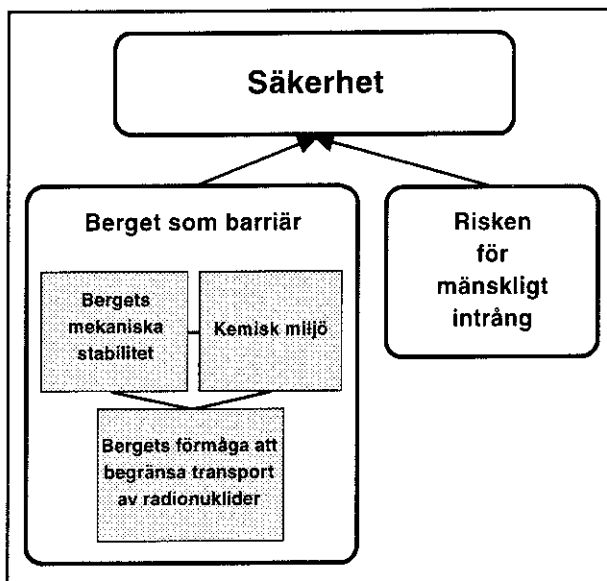 Säkerhet
Berget som barriär
Bergets
mekaniska
stabilitet
Kemisk miljö
Bergets förmåga att
begränsa transport
av radionuklider
Risken
för
mänskligt
intrång